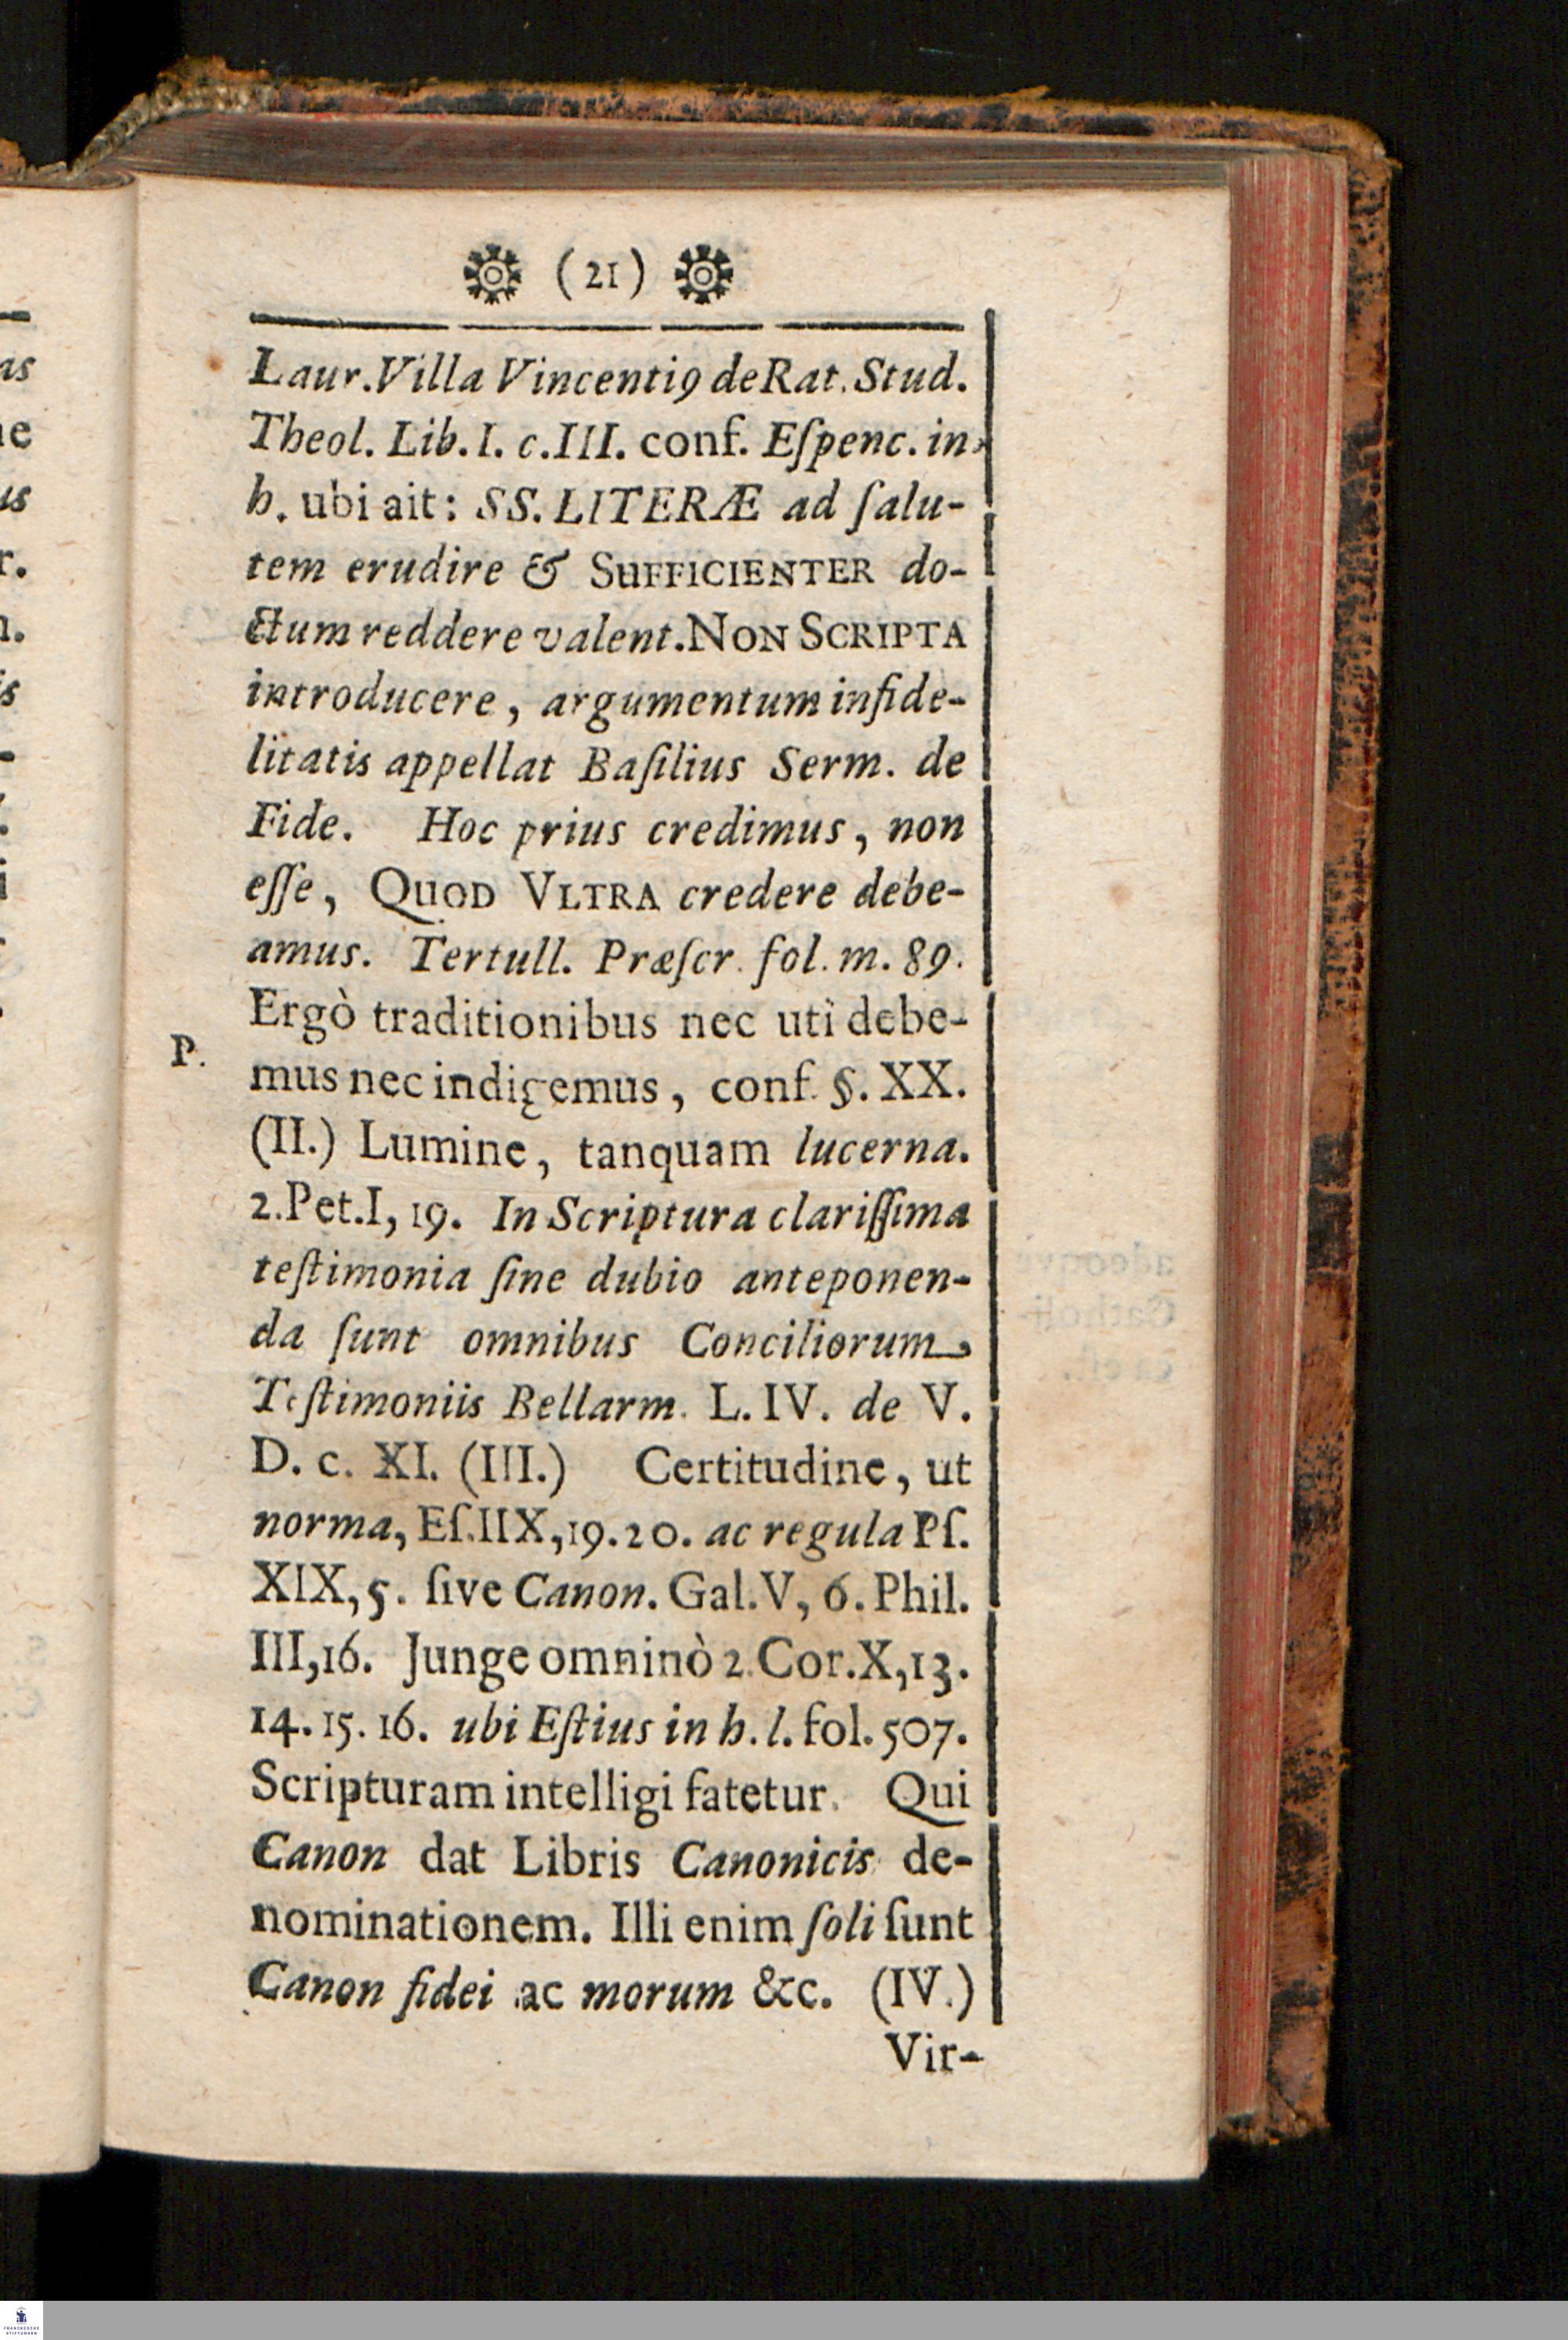 (21)
Laur. Villa Vincentiꝰ de Rat. Stud.
Theol. Lib. I. c. III. conf. Eſpenc. in
h. ubi ait: SS. LITERÆ ad ſalu-
tem erudire & SUFFICIENTER do-
ctum reddere valent. NON SCRIPTA
introducere, argumentum infide-
litatis appellat Baſilius Serm. de
Fide. Hoc prius credimus, non
eſſe, QUOD VLTRA credere debe-
amus. Tertull. Præſcr. fol. m. 89.
Ergò traditionibus nec uti debe-
P.
mus nec indigemus, conf. §. XX.
(II.) Lumine, tanquam lucerna.
2. Pet. I, 19. In Scriptura clariſſima
teſtimonia ſine dubio anteponen-
da ſunt omnibus Conciliorum
Teſtimoniis Bellarm. L. IV. de V.
D. c. XI. (III.) Certitudine, ut
norma, Eſ. IIX, 19. 20. ac regula Pſ.
XIX, 5. ſive Canon. Gal. V, 6. Phil.
III, 16. Junge omninò 2. Cor. X, 13.
14. 15. 16. ubi Eſtius in h. l. fol. 507.
Scripturam intelligi fatetur. Qui
Canon dat Libris Canonicis de-
nominationem. Illi enim ſoli ſunt
Canon fidei ac morum &c. (IV.)
Vir-
FRANCKESCHE
STIFTUNGEN